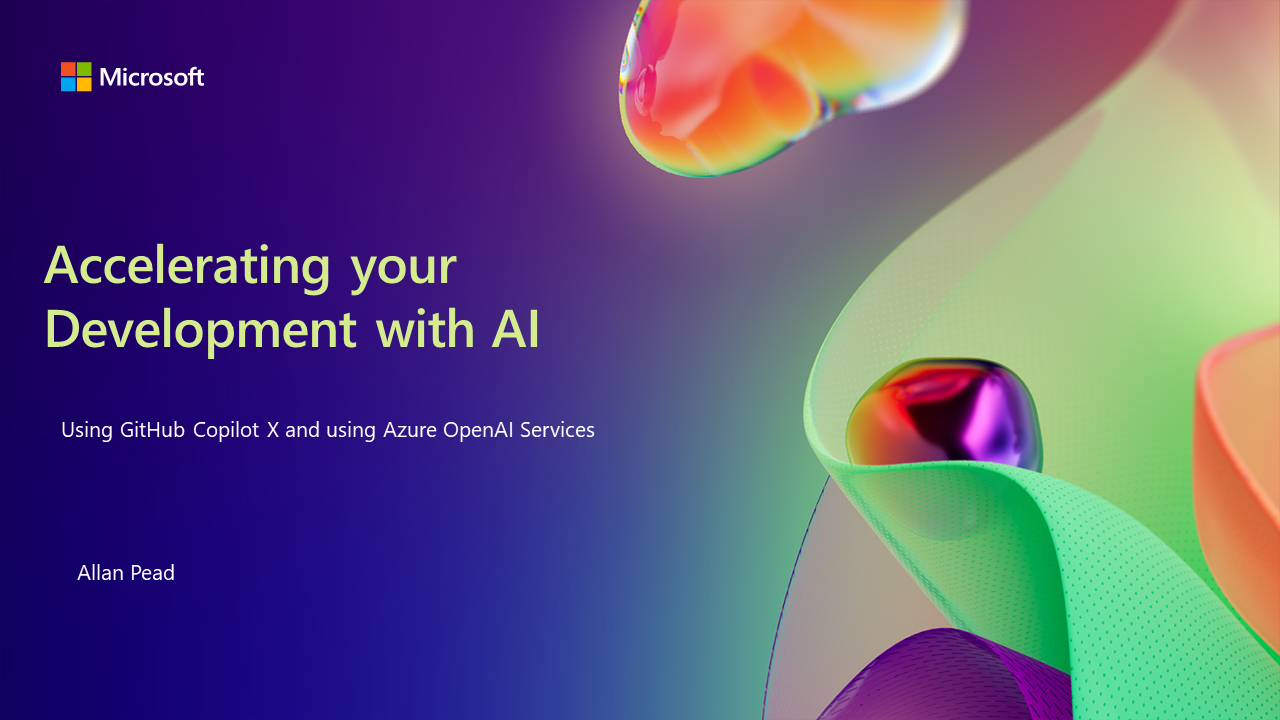 Microsoft
Accelerating your
Development with AI
Using GitHub Copilot X and using Azure OpenAI Services
Allan Pead